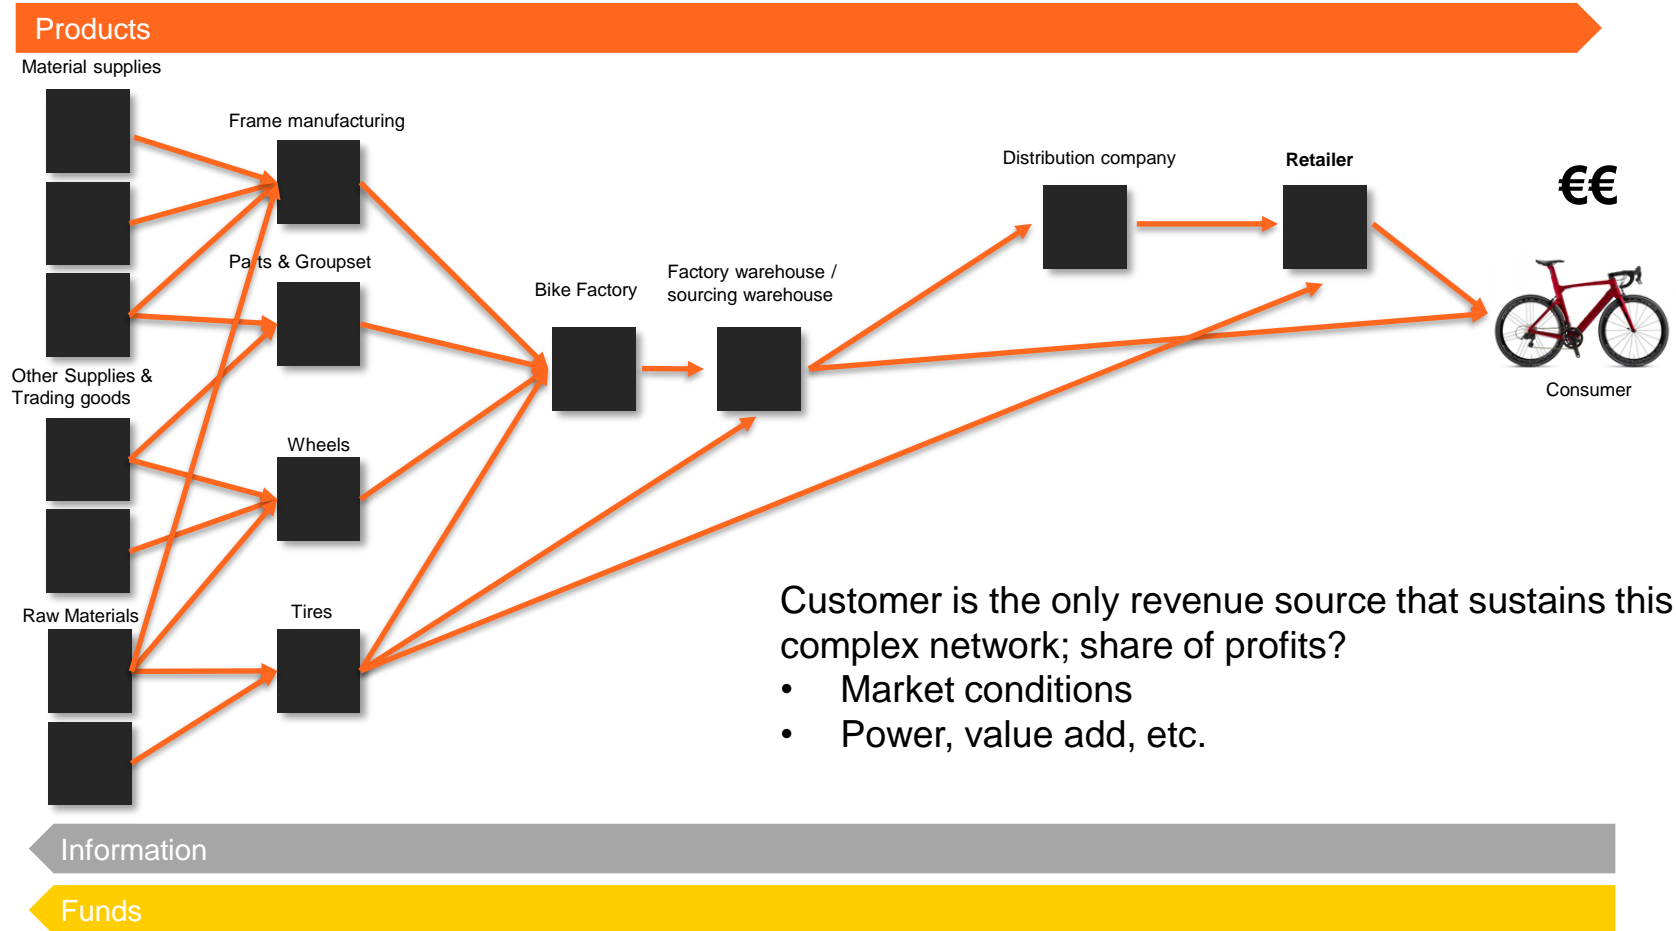 Products
Material supplies
Frame manufacturing
Distribution company
Retailer
€€
Parts & Groupset
Factory warehouse /
sourcing warehouse
Bike Factory
Other Supplies &
Trading goods
Consumer
Wheels
Raw Materials
Tires
Customer is the only revenue source that sustains this
complex network; share of profits?
• Market conditions
• Power, value add, etc.
Information
Funds